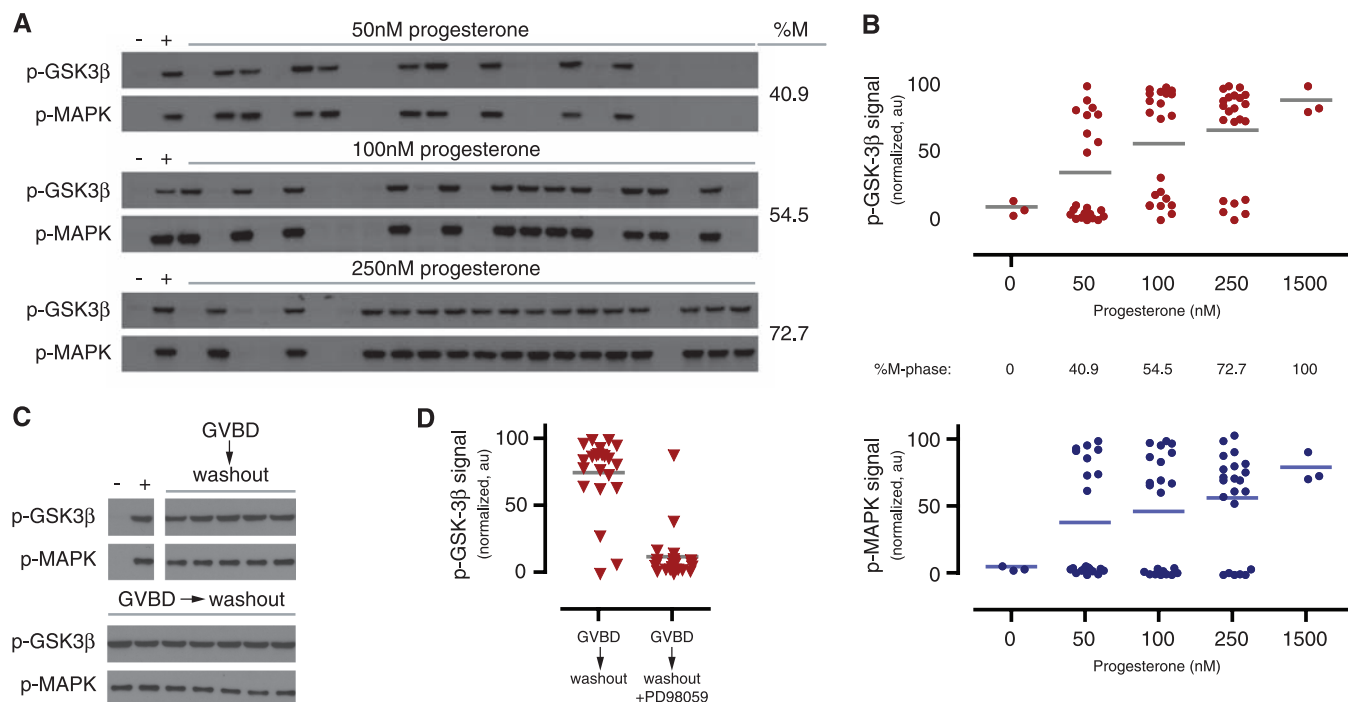 A
50nM progesterone
%M
- +
p-GSK3β
p-MAPK
40.9
100nM progesterone
- +
p-GSK3β
p-MAPK
54.5
250nM progesterone
- +
p-GSK3β
p-MAPK
72.7
B
p-GSK-3β signal
(normalized, au)
100
50
0
0 50 100 250 1500
Progesterone (nM)
%M-phase: 0 40.9 54.5 72.7 100
p-MAPK signal
(normalized, au)
100
50
0
0 50 100 250 1500
Progesterone (nM)
C
GVBD
washout
- +
p-GSK3β
p-MAPK
GVBD → washout
p-GSK3β
p-MAPK
D
p-GSK-3β signal
(normalized, au)
100
50
0
GVBD GVBD
washout washout
+PD98059